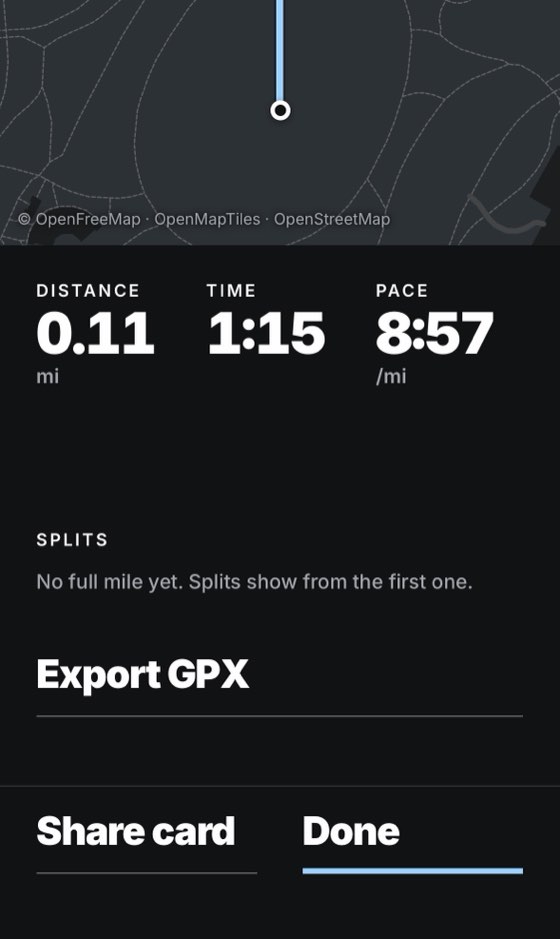 © OpenFreeMap · OpenMapTiles · OpenStreetMap
DISTANCE TIME PACE
0.11 1:15 8:57
mi /mi
SPLITS
No full mile yet. Splits show from the first one.
Export GPX
Share card Done